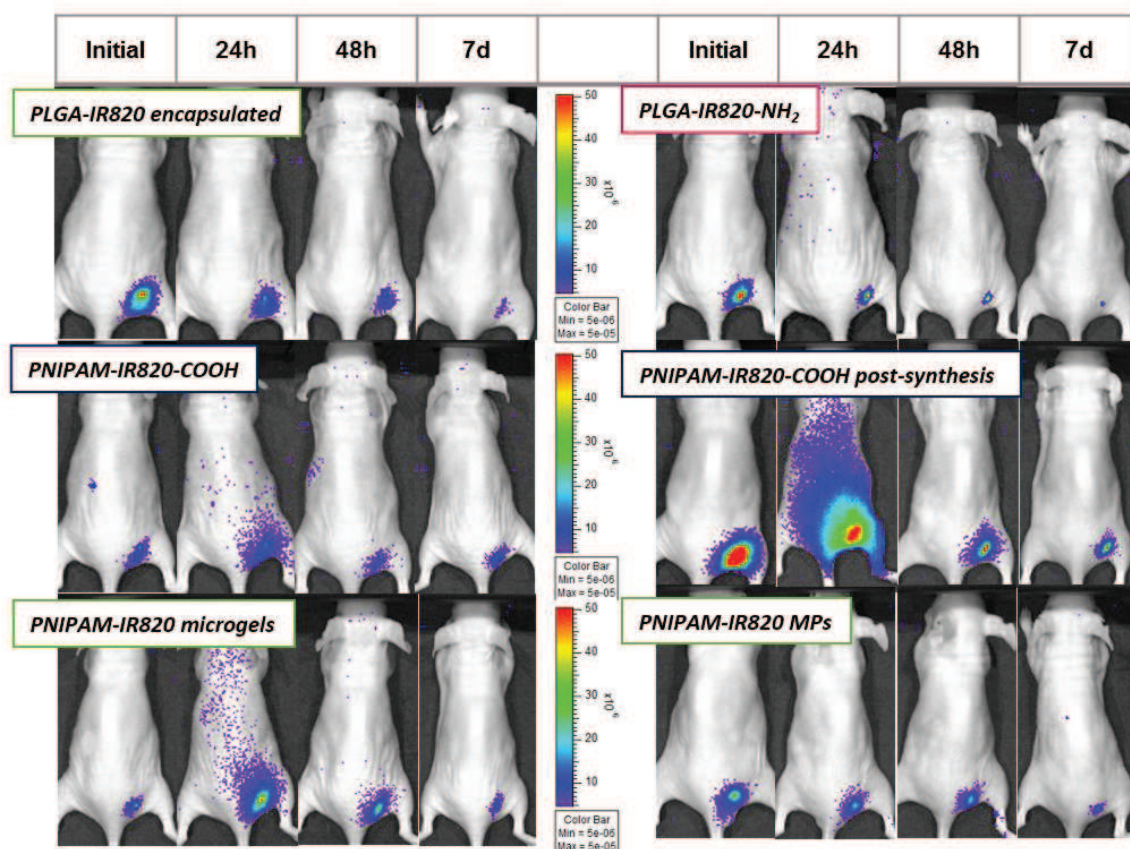 Initial 24h 48h 7d Initial 24h 48h 7d
PLGA-IR820 encapsulated
50
40
30
20
10
x10⁻⁶
Color Bar
Min = 5e-06
Max = 5e-05
PLGA-IR820-NH₂
PNIPAM-IR820-COOH
50
40
30
20
10
x10⁻⁶
Color Bar
Min = 5e-06
Max = 5e-05
PNIPAM-IR820-COOH post-synthesis
PNIPAM-IR820 microgels
50
40
30
20
10
x10⁻⁶
Color Bar
Min = 5e-06
Max = 5e-05
PNIPAM-IR820 MPs